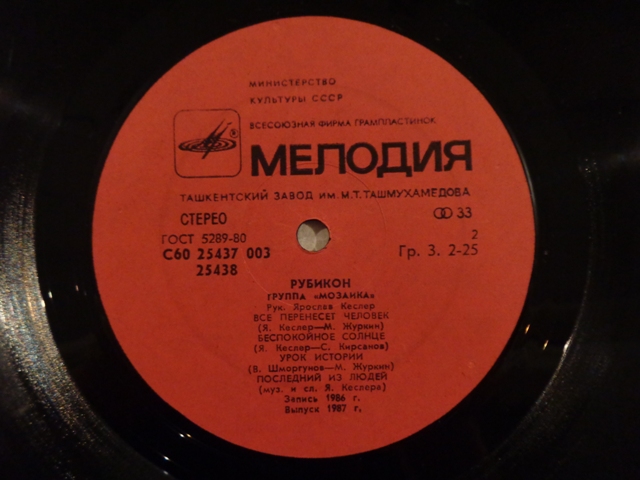 МИНИСТЕРСТВО
КУЛЬТУРЫ СССР
ВСЕСОЮЗНАЯ ФИРМА ГРАМПЛАСТИНОК
МЕЛОДИЯ
ТАШКЕНТСКИЙ ЗАВОД ИМ. М.Т.ТАШМУХАМЕДОВА
СТЕРЕО 33
ГОСТ 5289-80 2
С60 25437 003 Гр. 3. 2-25
25438
РУБИКОН
ГРУППА «МОЗАИКА»
Рук. Ярослав Кеслер
ВСЕ ПЕРЕНЕСЕТ ЧЕЛОВЕК
(Я. Кеслер—М. Журкин)
БЕСПОКОЙНОЕ СОЛНЦЕ
(Я. Кеслер—С. Кирсанов)
УРОК ИСТОРИИ
(В. Шморгунов—М. Журкин)
ПОСЛЕДНИЙ ИЗ ЛЮДЕЙ
(муз. и сл. Я. Кеслера)
Запись 1986 г.
Выпуск 1987 г.